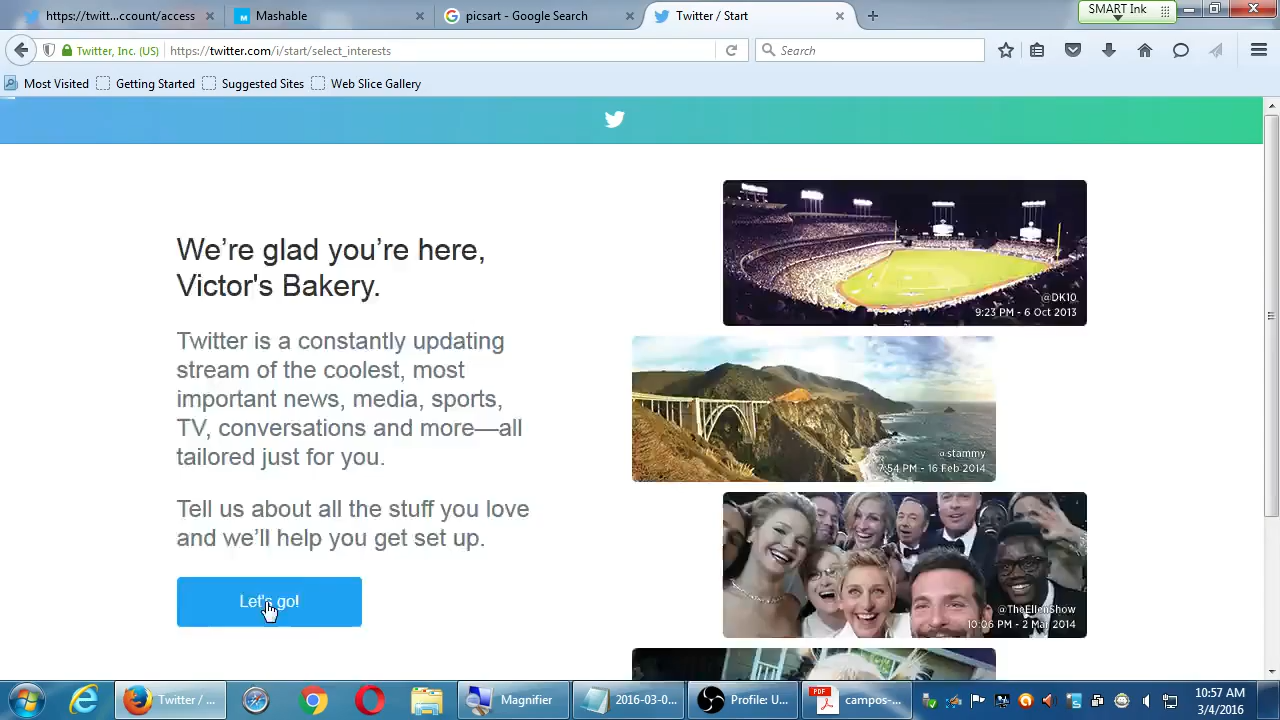 https://twitt...ccount/access
Mashable
picsart - Google Search
Twitter / Start
SMART Ink
Twitter, Inc. (US)
https://twitter.com/i/start/select_interests
Search
Most Visited
Getting Started
Suggested Sites
Web Slice Gallery
We're glad you're here,
Victor's Bakery.
Twitter is a constantly updating
stream of the coolest, most
important news, media, sports,
TV, conversations and more—all
tailored just for you.
Tell us about all the stuff you love
and we'll help you get set up.
Let's go!
@DK10
9:23 PM - 6 Oct 2013
@stammy
7:54 PM - 16 Feb 2014
@TheEllenShow
10:06 PM - 2 Mar 2014
Twitter / ...
Magnifier
2016-03-0...
Profile: U...
PDF
campos-...
10:57 AM
3/4/2016